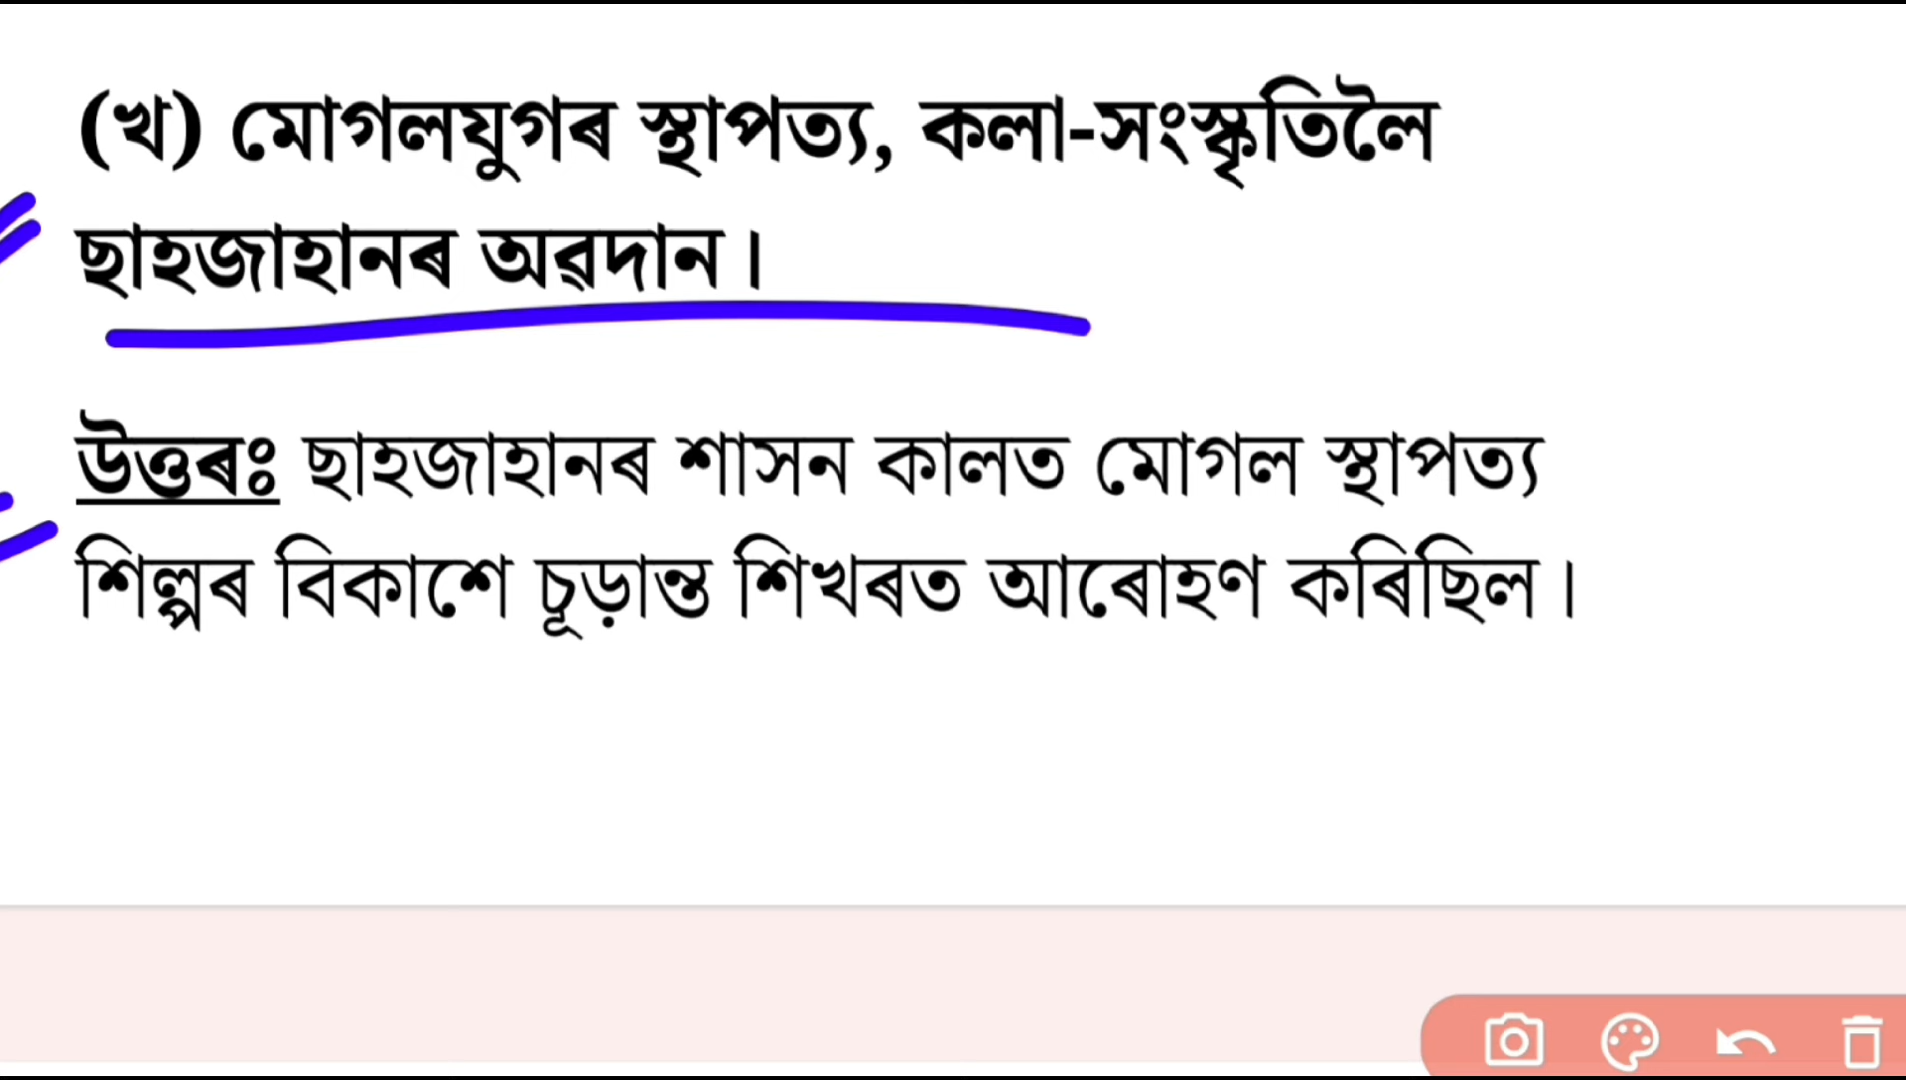 (খ) মোগলযুগৰ স্থাপত্য, কলা-সংস্কৃতিলৈ
ছাহজাহানৰ অৱদান।
উত্তৰঃ ছাহজাহানৰ শাসন কালত মোগল স্থাপত্য
শিল্পৰ বিকাশে চূড়ান্ত শিখৰত আৰোহণ কৰিছিল।